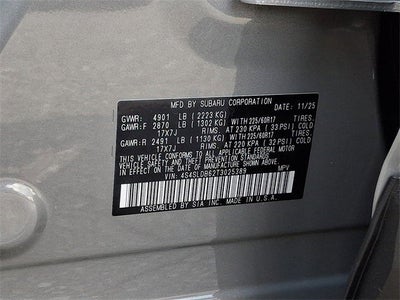 MFD.BY SUBARU CORPORATION DATE: 11/25
GVWR: 4901 LB (2223 KG)
GAWR:F 2870 LB (1302 KG) WITH 225/60R17 TIRES.
17X7J RIMS. AT 230 KPA (33 PSI) COLD
GAWR:R 2491 LB (1130 KG) WITH 225/60R17 TIRES.
17X7J RIMS. AT 220 KPA (32 PSI) COLD
THIS VEHICLE CONFORMS TO ALL APPLICABLE FEDERAL MOTOR
VEHICLE SAFETY AND BUMPER STANDARDS
IN EFFECT ON THE DATE OF MANUFACTURE SHOWN ABOVE.
VIN: 4S4SLDB62T3025389 MPV
ASSEMBLED BY SIA INC. MADE IN U.S.A.